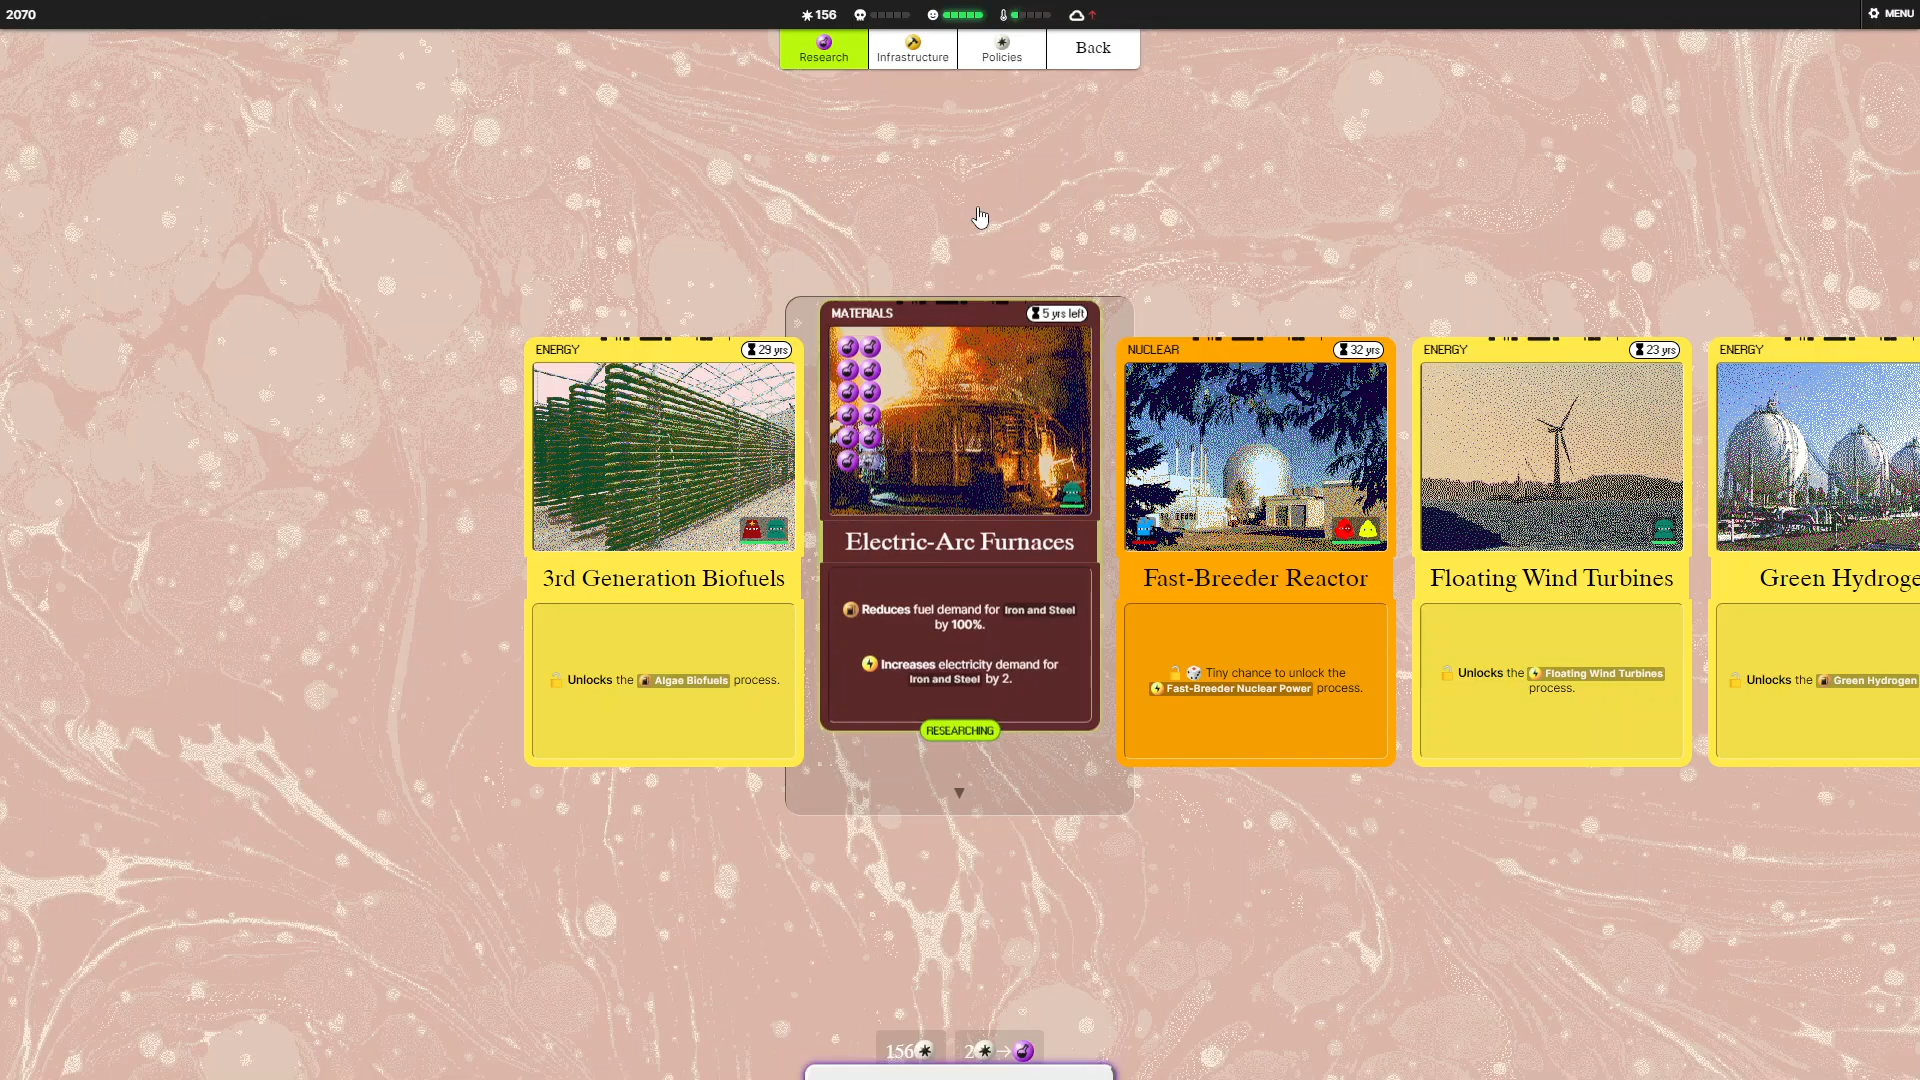 2070
156
MENU
Research
Infrastructure
Policies
Back
ENERGY
29 yrs
3rd Generation Biofuels
Unlocks the Algae Biofuels process.
MATERIALS
5 yrs left
Electric-Arc Furnaces
Reduces fuel demand for Iron and Steel
by 100%.
Increases electricity demand for
Iron and Steel by 2.
RESEARCHING
▼
NUCLEAR
32 yrs
Fast-Breeder Reactor
Tiny chance to unlock the
Fast-Breeder Nuclear Power process.
ENERGY
23 yrs
Floating Wind Turbines
Unlocks the Floating Wind Turbines
process.
ENERGY
Green Hydroge
Unlocks the Green Hydrogen
156
2 →